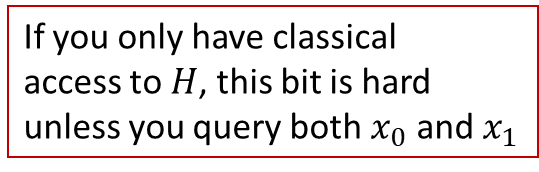 If you only have classical
access to H, this bit is hard
unless you query both x₀ and x₁